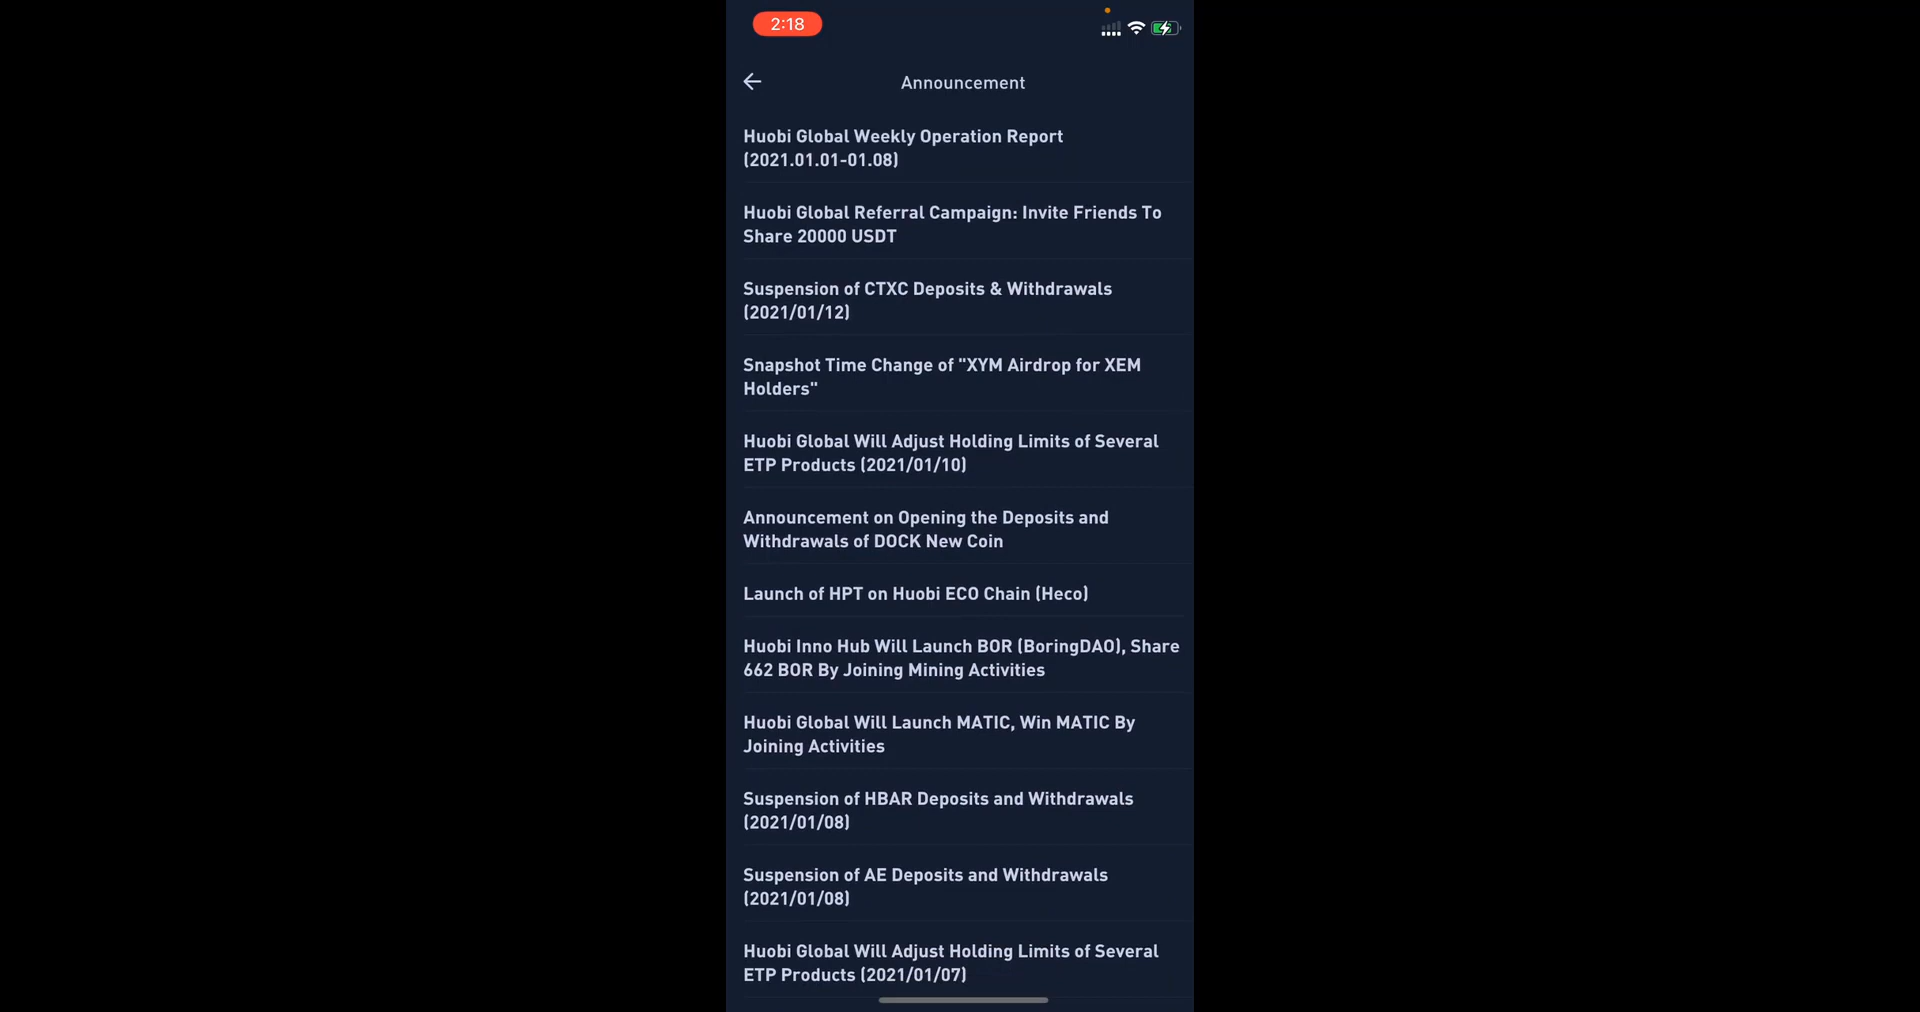 2:18
Announcement
Huobi Global Weekly Operation Report
(2021.01.01-01.08)
Huobi Global Referral Campaign: Invite Friends To
Share 20000 USDT
Suspension of CTXC Deposits & Withdrawals
(2021/01/12)
Snapshot Time Change of "XYM Airdrop for XEM
Holders"
Huobi Global Will Adjust Holding Limits of Several
ETP Products (2021/01/10)
Announcement on Opening the Deposits and
Withdrawals of DOCK New Coin
Launch of HPT on Huobi ECO Chain (Heco)
Huobi Inno Hub Will Launch BOR (BoringDAO), Share
662 BOR By Joining Mining Activities
Huobi Global Will Launch MATIC, Win MATIC By
Joining Activities
Suspension of HBAR Deposits and Withdrawals
(2021/01/08)
Suspension of AE Deposits and Withdrawals
(2021/01/08)
Huobi Global Will Adjust Holding Limits of Several
ETP Products (2021/01/07)